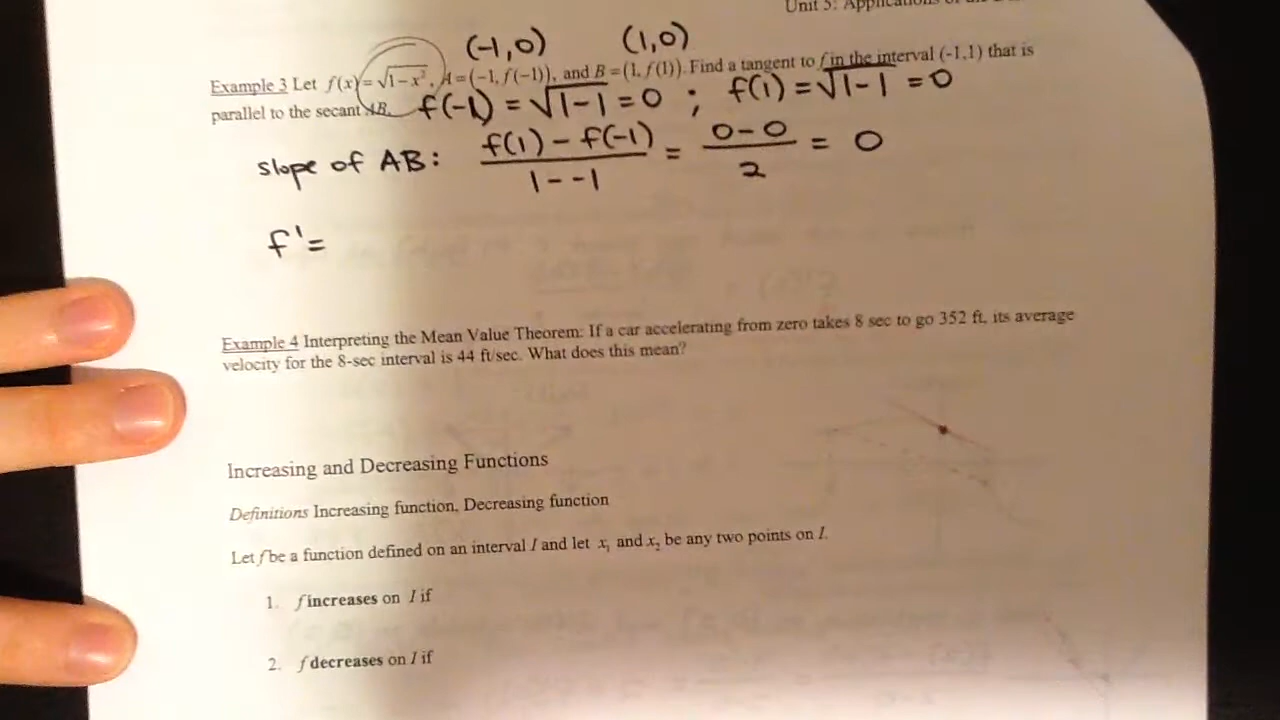 Unit 5: Applications of
(-1,0) (1,0)
Example 3 Let f(x) = √1-x², A = (-1, f(-1)), and B = (1, f(1)). Find a tangent to f in the interval (-1,1) that is
parallel to the secant AB. f(-1) = √1-1 = 0 ; f(1) = √1-1 = 0
slope of AB: f(1) - f(-1) / 1--1 = 0-0 / 2 = 0
f'=
Example 4 Interpreting the Mean Value Theorem: If a car accelerating from zero takes 8 sec to go 352 ft, its average
velocity for the 8-sec interval is 44 ft/sec. What does this mean?
Increasing and Decreasing Functions
Definitions Increasing function, Decreasing function
Let f be a function defined on an interval I and let x₁ and x₂ be any two points on I.
1. f increases on I if
2. f decreases on I if